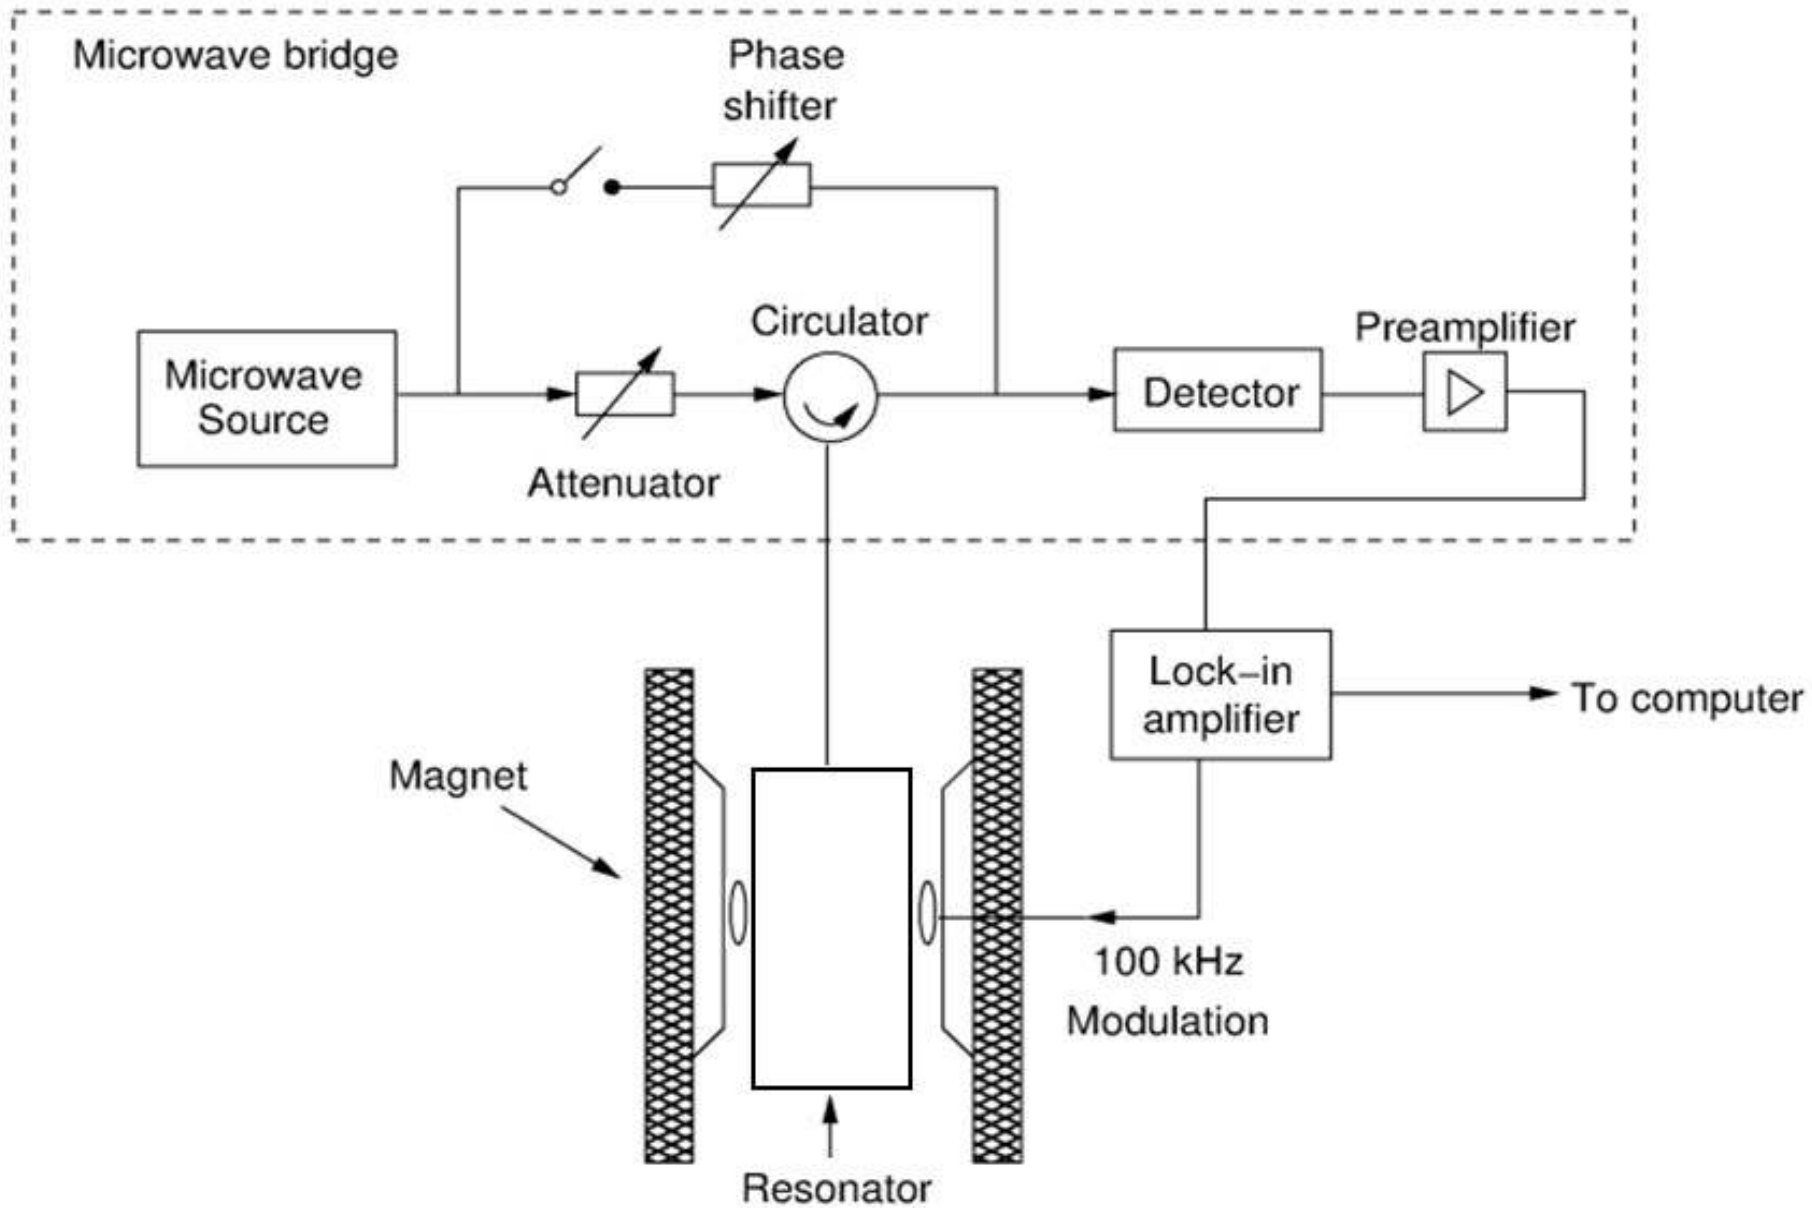 Microwave bridge
Phase
shifter
Circulator
Preamplifier
Microwave
Source
Detector
Attenuator
Lock–in
amplifier
To computer
Magnet
100 kHz
Modulation
Resonator